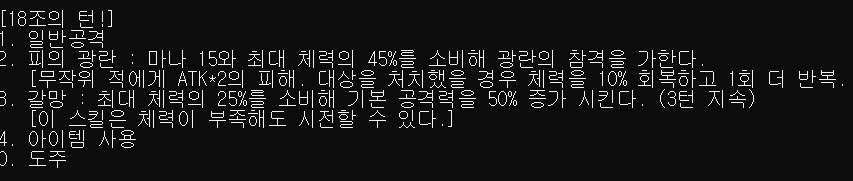 [18조의 턴!]
1. 일반공격
2. 피의 광란 : 마나 15와 최대 체력의 45%를 소비해 광란의 참격을 가한다.
[무작위 적에게 ATK*2의 피해. 대상을 처치했을 경우 체력을 10% 회복하고 1회 더 반복.
3. 갈망 : 최대 체력의 25%를 소비해 기본 공격력을 50% 증가 시킨다. (3턴 지속)
[이 스킬은 체력이 부족해도 시전할 수 있다.]
4. 아이템 사용
0. 도주